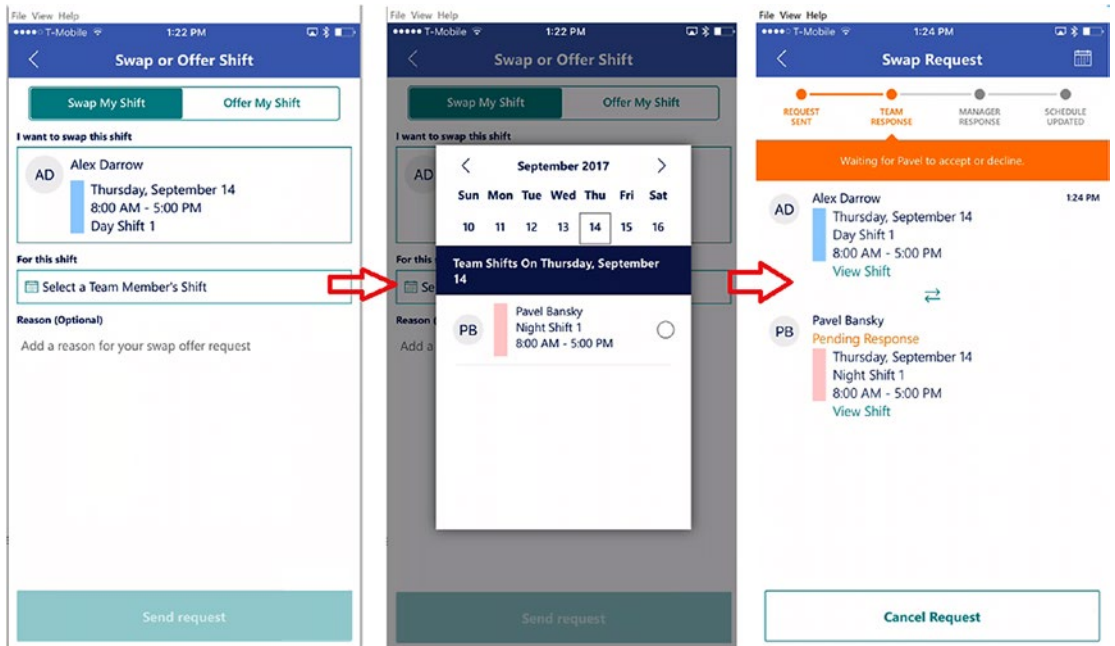 File View Help
T-Mobile 1:22 PM
Swap or Offer Shift
Swap My Shift Offer My Shift
I want to swap this shift
AD
Alex Darrow
Thursday, September 14
8:00 AM - 5:00 PM
Day Shift 1
For this shift
Select a Team Member's Shift
Reason (Optional)
Add a reason for your swap offer request
Send request
File View Help
T-Mobile 1:22 PM
Swap or Offer Shift
Swap My Shift Offer My Shift
I want to swap this shift
AD
September 2017
Sun Mon Tue Wed Thu Fri Sat
10 11 12 13 14 15 16
For this
Team Shifts On Thursday, September
14
Se
Reason (
PB
Pavel Bansky
Night Shift 1
8:00 AM - 5:00 PM
Add a
Send request
File View Help
T-Mobile 1:24 PM
Swap Request
REQUEST
SENT
TEAM
RESPONSE
MANAGER
RESPONSE
SCHEDULE
UPDATED
Waiting for Pavel to accept or decline.
AD
Alex Darrow 1:24 PM
Thursday, September 14
Day Shift 1
8:00 AM - 5:00 PM
View Shift
PB
Pavel Bansky
Pending Response
Thursday, September 14
Night Shift 1
8:00 AM - 5:00 PM
View Shift
Cancel Request